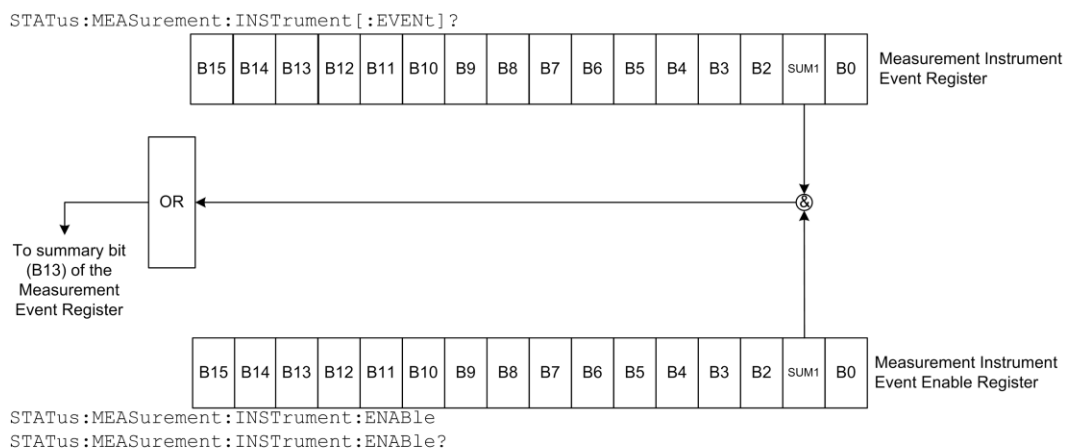 STATus:MEASurement:INSTrument[:EVENt]?
B15 B14 B13 B12 B11 B10 B9 B8 B7 B6 B5 B4 B3 B2 SUM1 B0
Measurement Instrument
Event Register
OR
&
To summary bit
(B13) of the
Measurement
Event Register
B15 B14 B13 B12 B11 B10 B9 B8 B7 B6 B5 B4 B3 B2 SUM1 B0
Measurement Instrument
Event Enable Register
STATus:MEASurement:INSTrument:ENABle
STATus:MEASurement:INSTrument:ENABle?